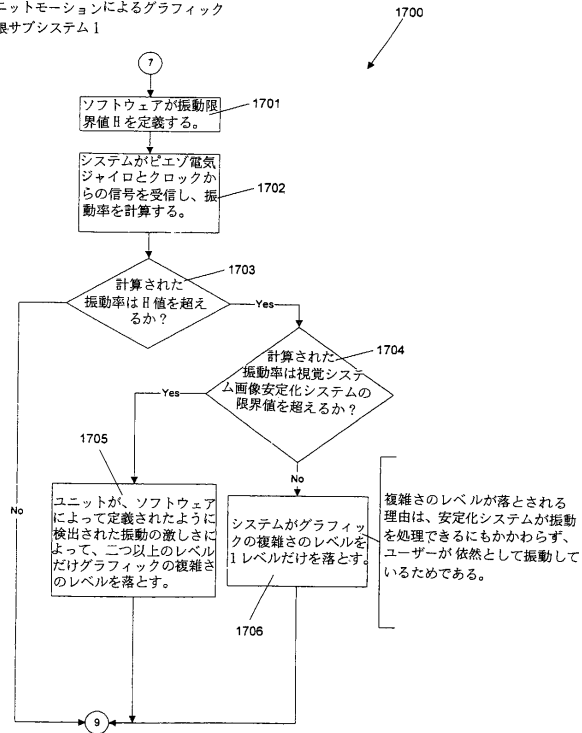 ニットモーションによるグラフィック
限サブシステム1
1700
7
ソフトウェアが振動限
界値Hを定義する。
1701
システムがピエゾ電気
ジャイロとクロックか
らの信号を受信し、振
動率を計算する。
1702
1703
計算された
振動率はH値を超え
るか?
Yes
1704
計算された
振動率は視覚システ
ム画像安定化システムの
限界値を超えるか?
Yes
No
No
1705
ユニットが、ソフトウェア
によって定義されたように
検出された振動の激しさに
よって、二つ以上のレベル
だけグラフィックの複雑さ
のレベルを落とす。
システムがグラフィッ
クの複雑さのレベルを
1レベルだけを落とす。
1706
複雑さのレベルが落とされる
理由は、安定化システムが振動
を処理できるにもかかわらず、
ユーザーが依然として振動して
いるためである。
9